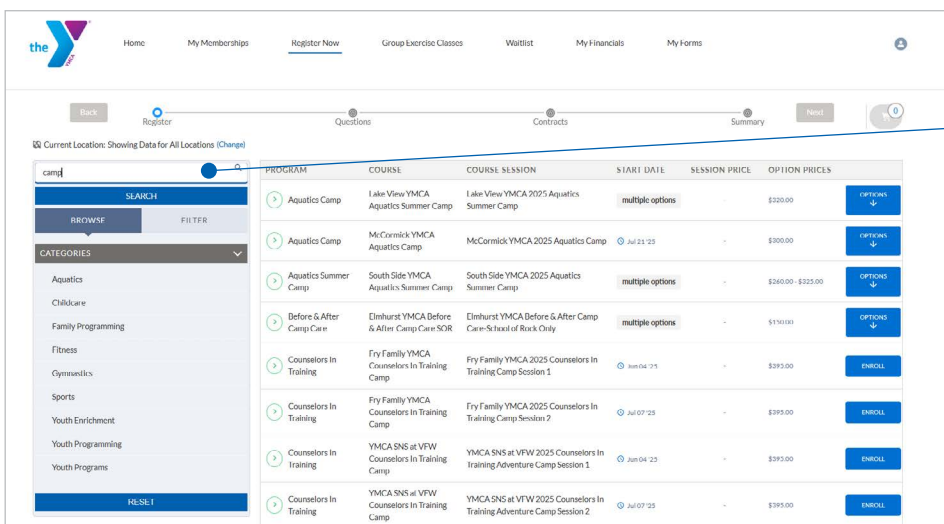 the YMCA
Home My Memberships Register Now Group Exercise Classes Waitlist My Financials My Forms
Back Register Questions Contracts Summary Next 0
Current Location: Showing Data for All Locations (Change)
camp
SEARCH
BROWSE FILTER
CATEGORIES
Aquatics
Childcare
Family Programming
Fitness
Gymnastics
Sports
Youth Enrichment
Youth Programming
Youth Programs
RESET
PROGRAM COURSE COURSE SESSION START DATE SESSION PRICE OPTION PRICES
Aquatics Camp
Lake View YMCA
Aquatics Summer Camp
Lake View YMCA 2025 Aquatics
Summer Camp
multiple options - $320.00 OPTIONS
Aquatics Camp
McCormick YMCA
Aquatics Camp
McCormick YMCA 2025 Aquatics Camp
Jul 21 '25 - $300.00 OPTIONS
Aquatics Summer
Camp
South Side YMCA
Aquatics Summer Camp
South Side YMCA 2025 Aquatics
Summer Camp
multiple options - $260.00 - $325.00 OPTIONS
Before & After
Camp Care
Elmhurst YMCA Before
& After Camp Care SOR
Elmhurst YMCA Before & After Camp
Care-School of Rock Only
multiple options - $150.00 OPTIONS
Counselors In
Training
Fry Family YMCA
Counselors In Training
Camp
Fry Family YMCA 2025 Counselors In
Training Camp Session 1
Jun 04 '25 - $395.00 ENROLL
Counselors In
Training
Fry Family YMCA
Counselors In Training
Camp
Fry Family YMCA 2025 Counselors In
Training Camp Session 2
Jul 07 '25 - $395.00 ENROLL
Counselors In
Training
YMCA SNS at VFW
Counselors In Training
Camp
YMCA SNS at VFW 2025 Counselors In
Training Adventure Camp Session 1
Jun 04 '25 - $395.00 ENROLL
Counselors In
Training
YMCA SNS at VFW
Counselors In Training
Camp
YMCA SNS at VFW 2025 Counselors In
Training Adventure Camp Session 2
Jul 07 '25 - $395.00 ENROLL